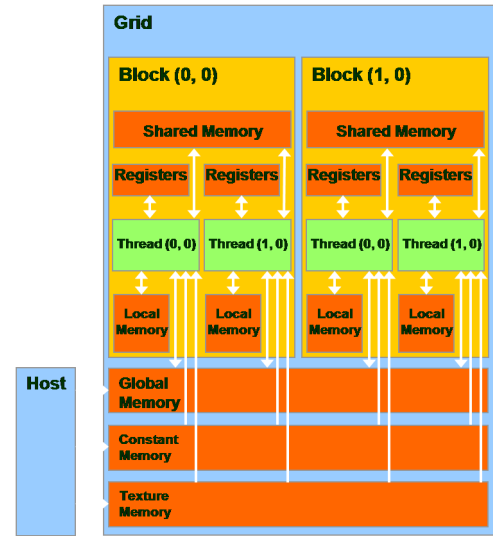 Grid
Block (0, 0)
Block (1, 0)
Shared Memory
Shared Memory
Registers
Registers
Registers
Registers
Thread (0, 0)
Thread (1, 0)
Thread (0, 0)
Thread (1, 0)
Local
Memory
Local
Memory
Local
Memory
Local
Memory
Host
Global
Memory
Constant
Memory
Texture
Memory